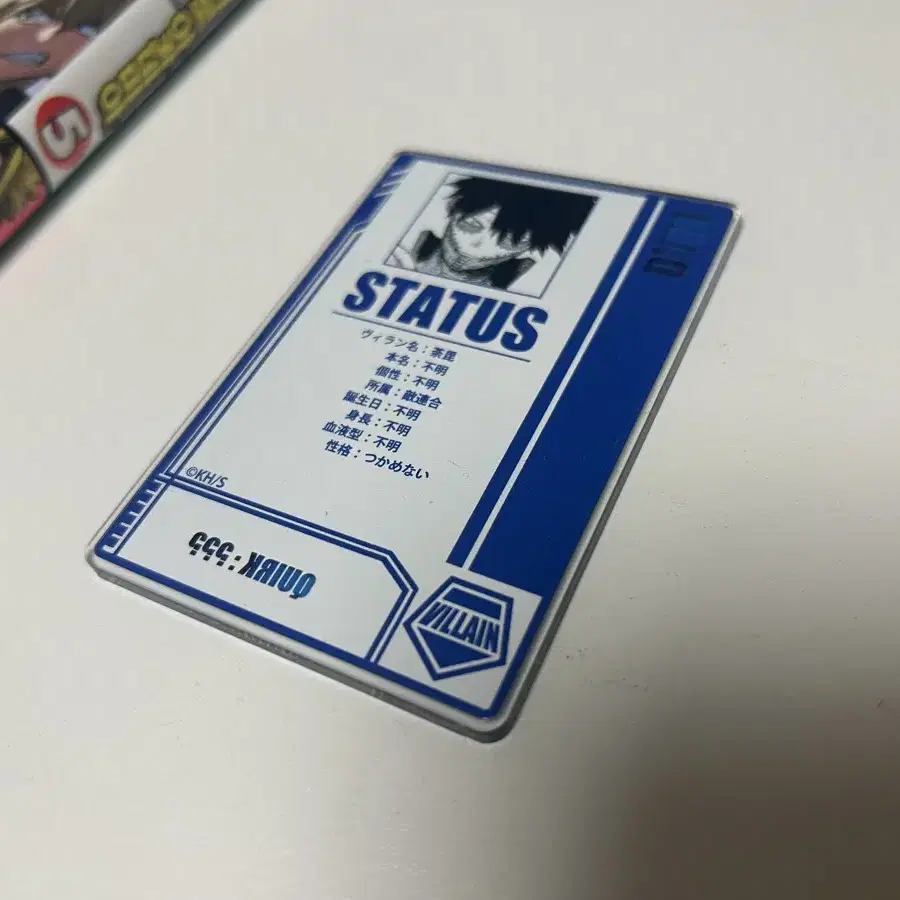 5
STATUS
ヴィラン名：荼毘
本名：不明
個性：不明
所属：敵連合
誕生日：不明
身長：不明
血液型：不明
性格：つかめない
©KH/S
VILLAIN